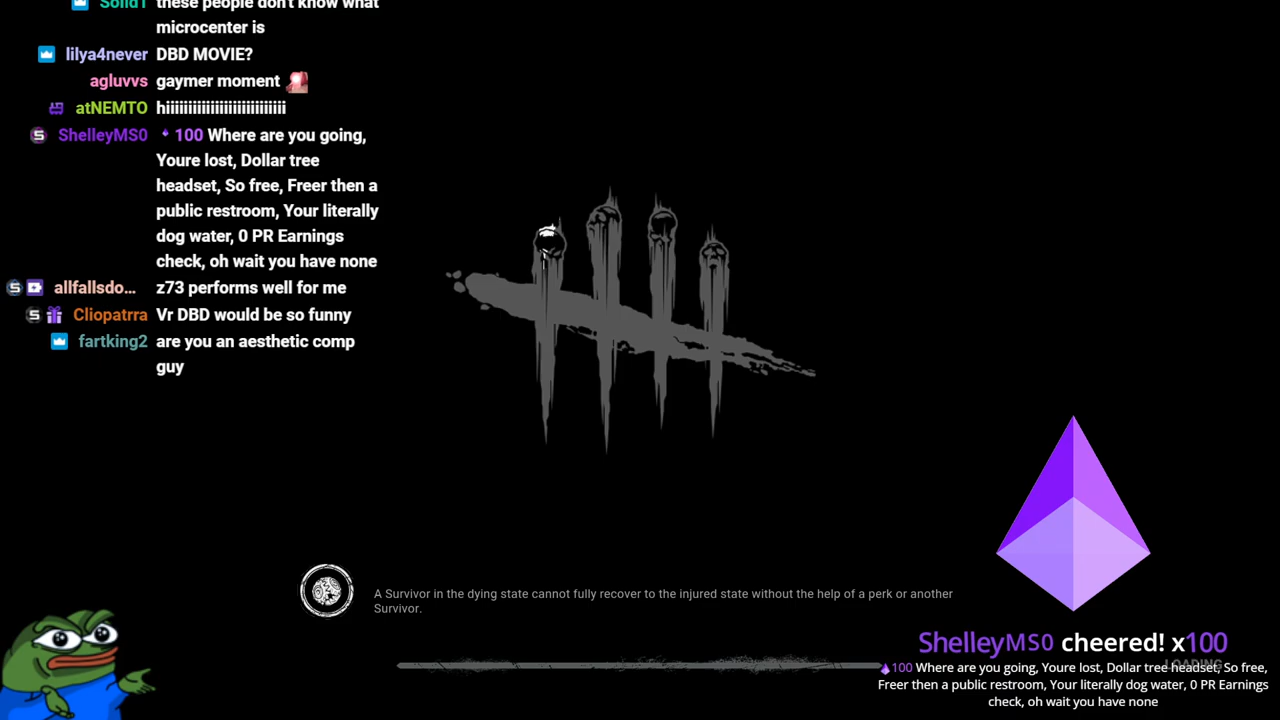 Solid1 these people don't know what
microcenter is
lilya4never DBD MOVIE?
agluvvs gaymer moment
atNEMTO hiiiiiiiiiiiiiiiiiiiiiiiiiii
ShelleyMS0 100 Where are you going,
Youre lost, Dollar tree
headset, So free, Freer then a
public restroom, Your literally
dog water, 0 PR Earnings
check, oh wait you have none
allfallsdo... z73 performs well for me
Cliopatrra Vr DBD would be so funny
fartking2 are you an aesthetic comp
guy
A Survivor in the dying state cannot fully recover to the injured state without the help of a perk or another
Survivor.
ShelleyMS0 cheered! x100
LOADING
100 Where are you going, Youre lost, Dollar tree headset, So free,
Freer then a public restroom, Your literally dog water, 0 PR Earnings
check, oh wait you have none